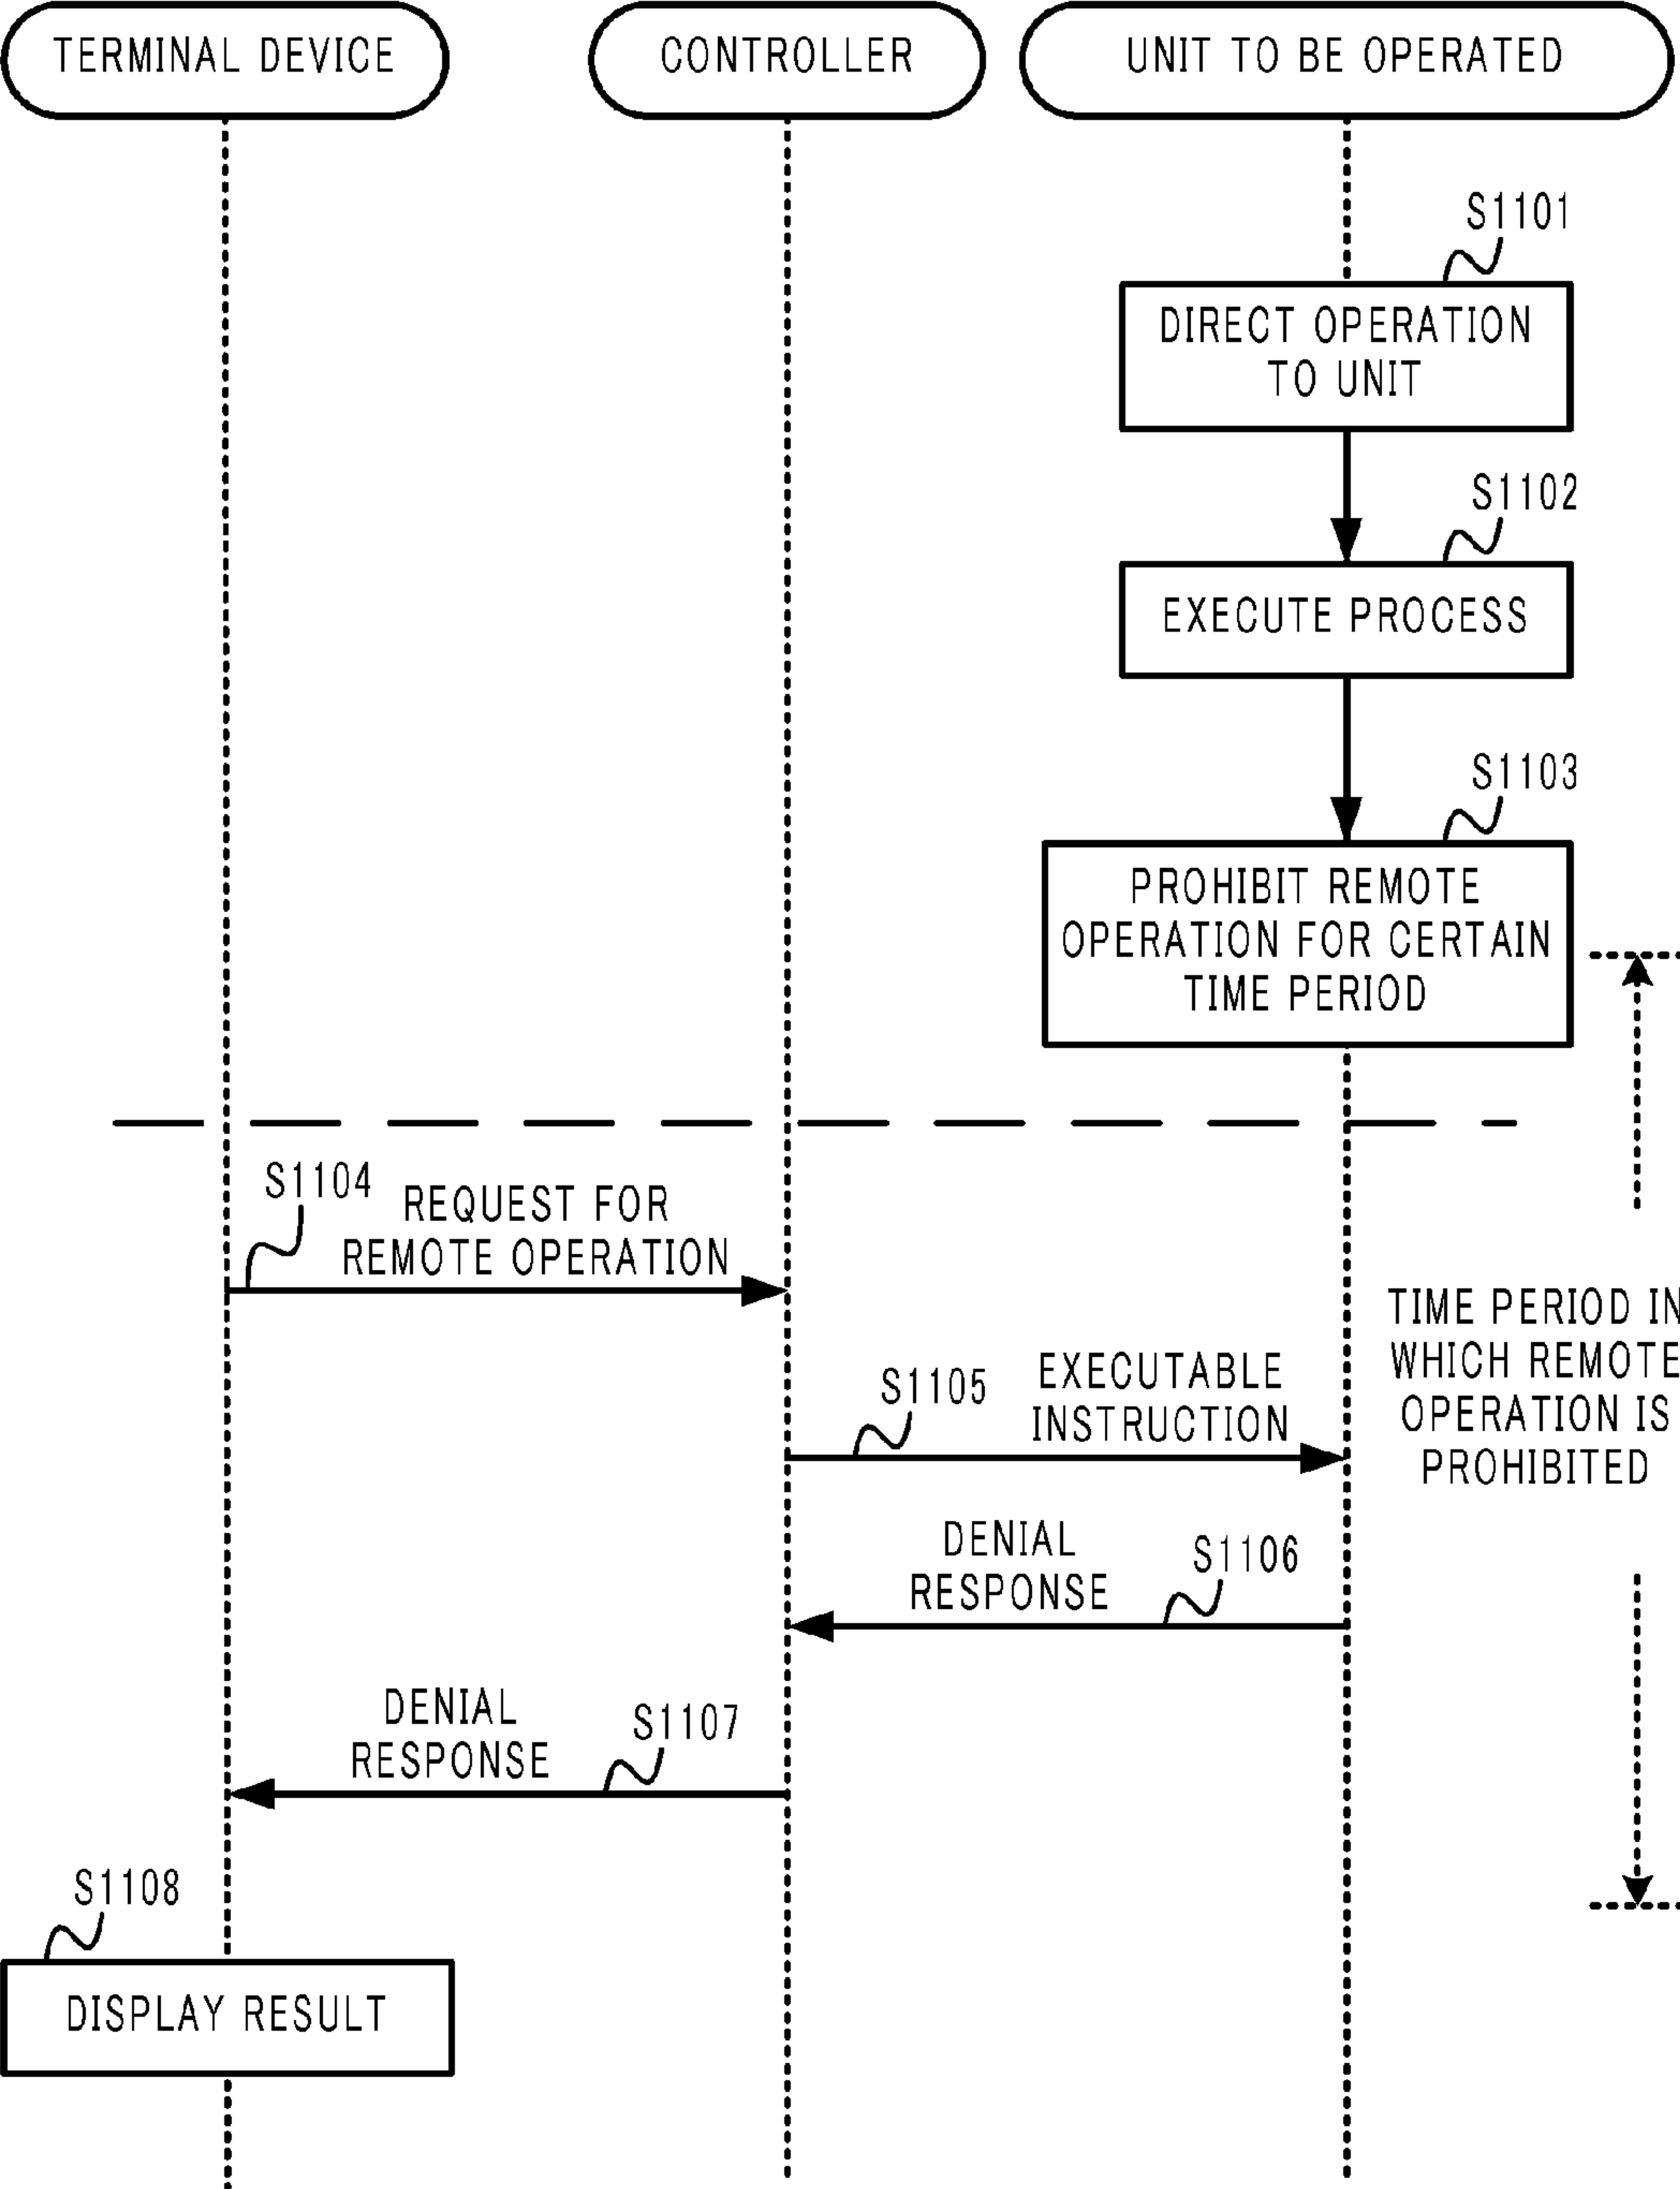 TERMINAL DEVICE
CONTROLLER
UNIT TO BE OPERATED
S1101
DIRECT OPERATION
TO UNIT
S1102
EXECUTE PROCESS
S1103
PROHIBIT REMOTE
OPERATION FOR CERTAIN
TIME PERIOD
S1104
REQUEST FOR
REMOTE OPERATION
TIME PERIOD IN
WHICH REMOTE
OPERATION IS
PROHIBITED
S1105
EXECUTABLE
INSTRUCTION
DENIAL
RESPONSE
S1106
DENIAL
RESPONSE
S1107
S1108
DISPLAY RESULT